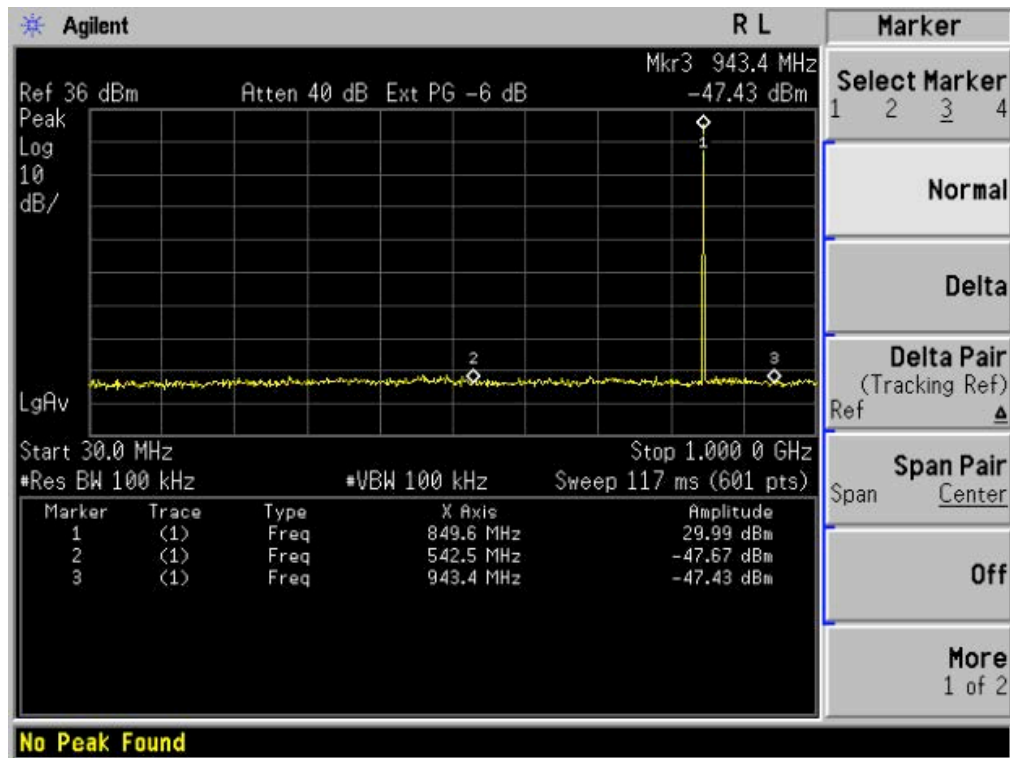 Agilent
R L
Marker
Mkr3 943.4 MHz
Ref 36 dBm Atten 40 dB Ext PG -6 dB -47.43 dBm
Peak
Log
10
dB/
1
2
3
LgAv
Start 30.0 MHz Stop 1.000 0 GHz
#Res BW 100 kHz #VBW 100 kHz Sweep 117 ms (601 pts)
Marker Trace Type X Axis Amplitude
1 (1) Freq 849.6 MHz 29.99 dBm
2 (1) Freq 542.5 MHz -47.67 dBm
3 (1) Freq 943.4 MHz -47.43 dBm
Select Marker
1 2 3 4
Normal
Delta
Delta Pair
(Tracking Ref)
Ref Δ
Span Pair
Span Center
Off
More
1 of 2
No Peak Found